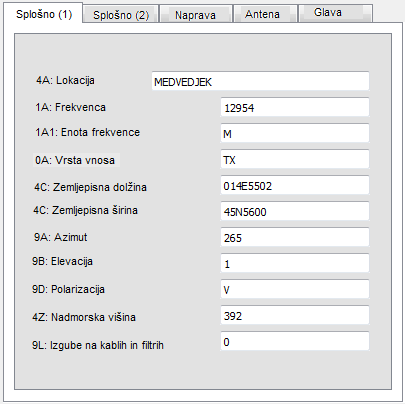 Splošno (1) Splošno (2) Naprava Antena Glava
4A: Lokacija MEDVEDJEK
1A: Frekvenca 12954
1A1: Enota frekvence M
0A: Vrsta vnosa TX
4C: Zemljepisna dolžina 014E5502
4C: Zemljepisna širina 45N5600
9A: Azimut 265
9B: Elevacija 1
9D: Polarizacija V
4Z: Nadmorska višina 392
9L: Izgube na kablih in filtrih 0